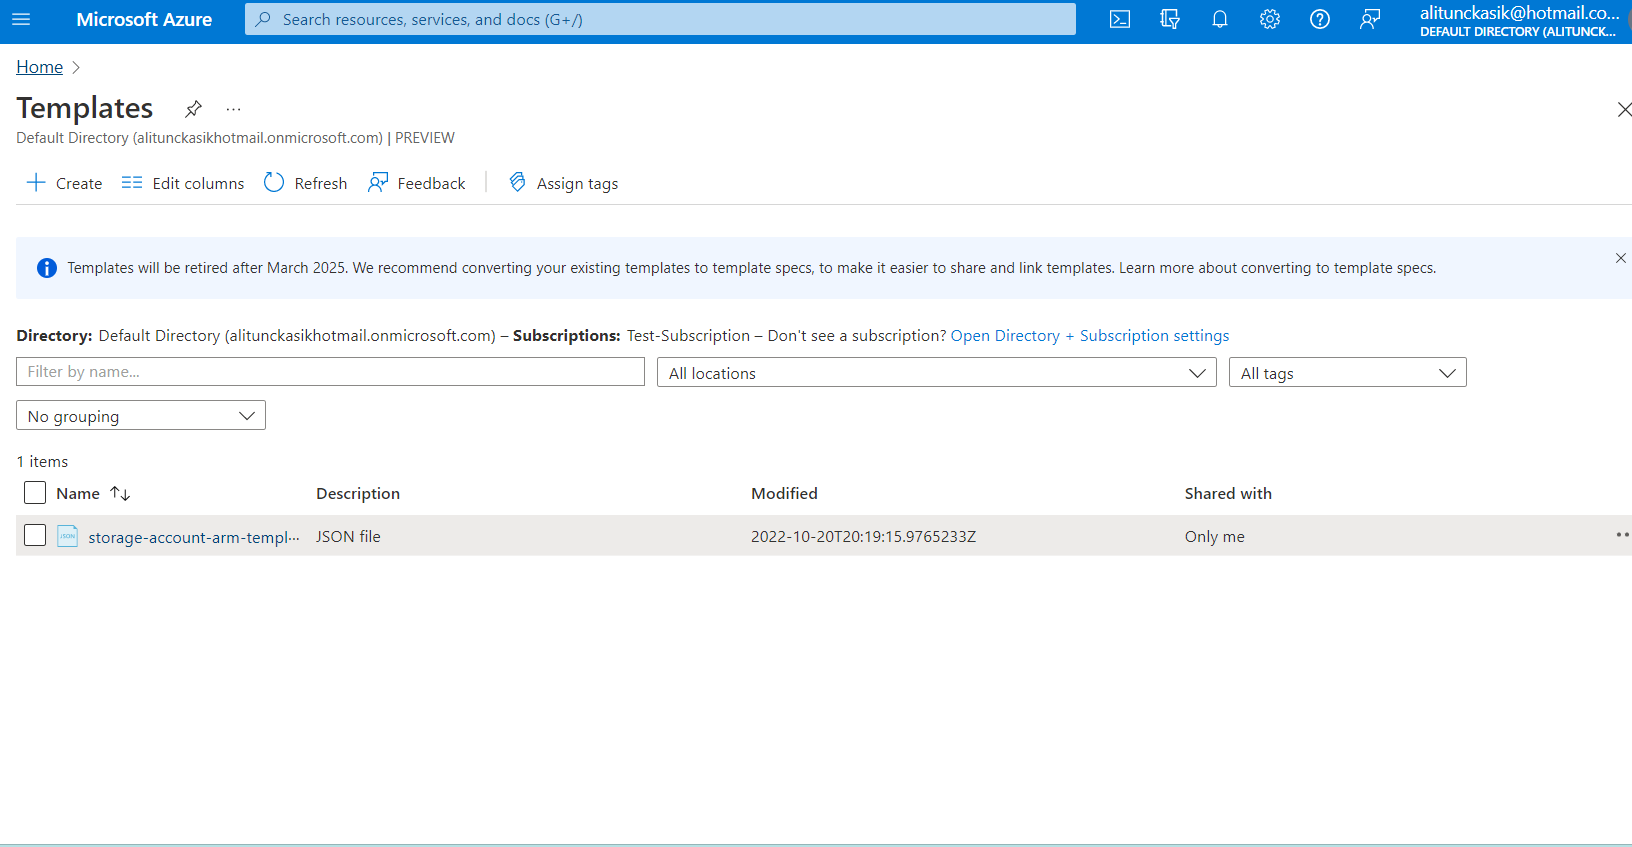 Microsoft Azure
Search resources, services, and docs (G+/)
alitunckasik@hotmail.co...
DEFAULT DIRECTORY (ALITUNCK...
Home
Templates
Default Directory (alitunckasikhotmail.onmicrosoft.com) | PREVIEW
Create Edit columns Refresh Feedback Assign tags
Templates will be retired after March 2025. We recommend converting your existing templates to template specs, to make it easier to share and link templates. Learn more about converting to template specs.
Directory: Default Directory (alitunckasikhotmail.onmicrosoft.com) – Subscriptions: Test-Subscription – Don't see a subscription? Open Directory + Subscription settings
Filter by name... All locations All tags
No grouping
1 items
Name Description Modified Shared with
JSON storage-account-arm-templ... JSON file 2022-10-20T20:19:15.9765233Z Only me